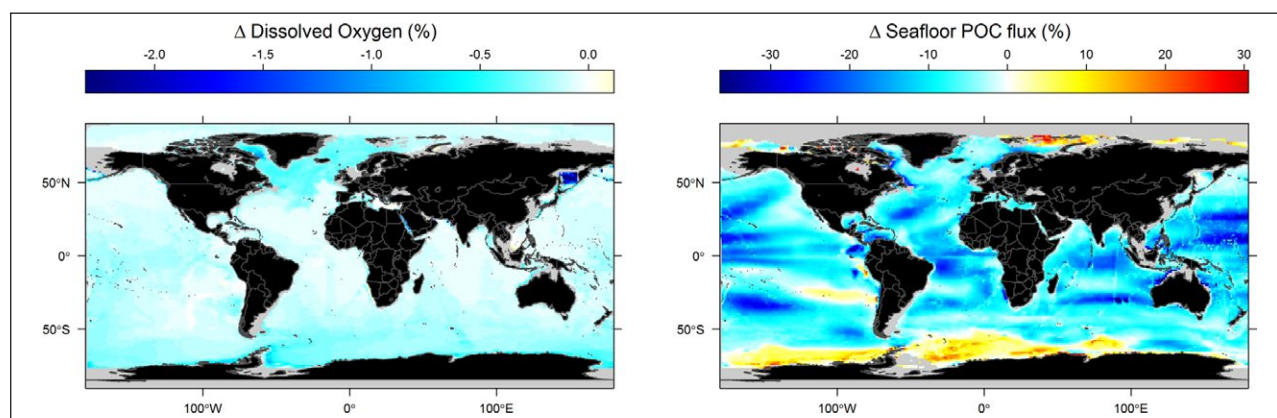 Δ Dissolved Oxygen (%)
-2.0 -1.5 -1.0 -0.5 0.0
50°N
0°
50°S
100°W 0° 100°E
Δ Seafloor POC flux (%)
-30 -20 -10 0 10 20 30
50°N
0°
50°S
100°W 0° 100°E